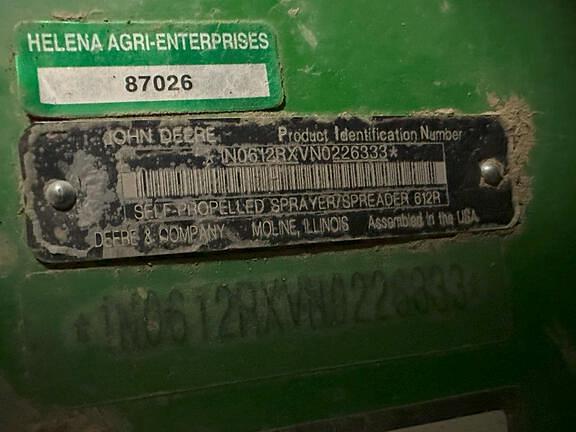 HELENA AGRI-ENTERPRISES
87026
JOHN DEERE Product Identification Number
*1N0612RXVN0226333*
SELF-PROPELLED SPRAYER/SPREADER 612R
DEERE & COMPANY MOLINE, ILLINOIS Assembled in the USA
*1N0612RXVN0226333*